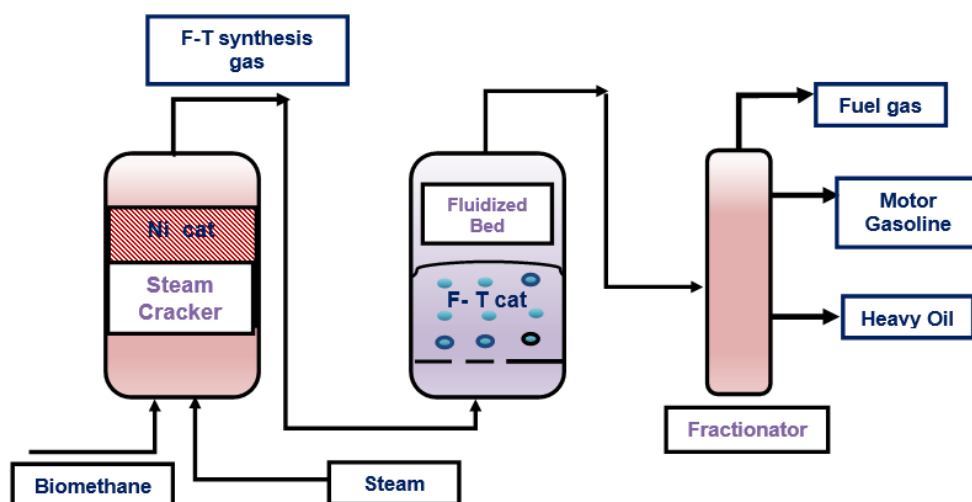 F-T synthesis
gas
Fuel gas
Motor
Gasoline
Heavy Oil
Fluidized
Bed
F- T cat
Ni cat
Steam
Cracker
Fractionator
Biomethane
Steam